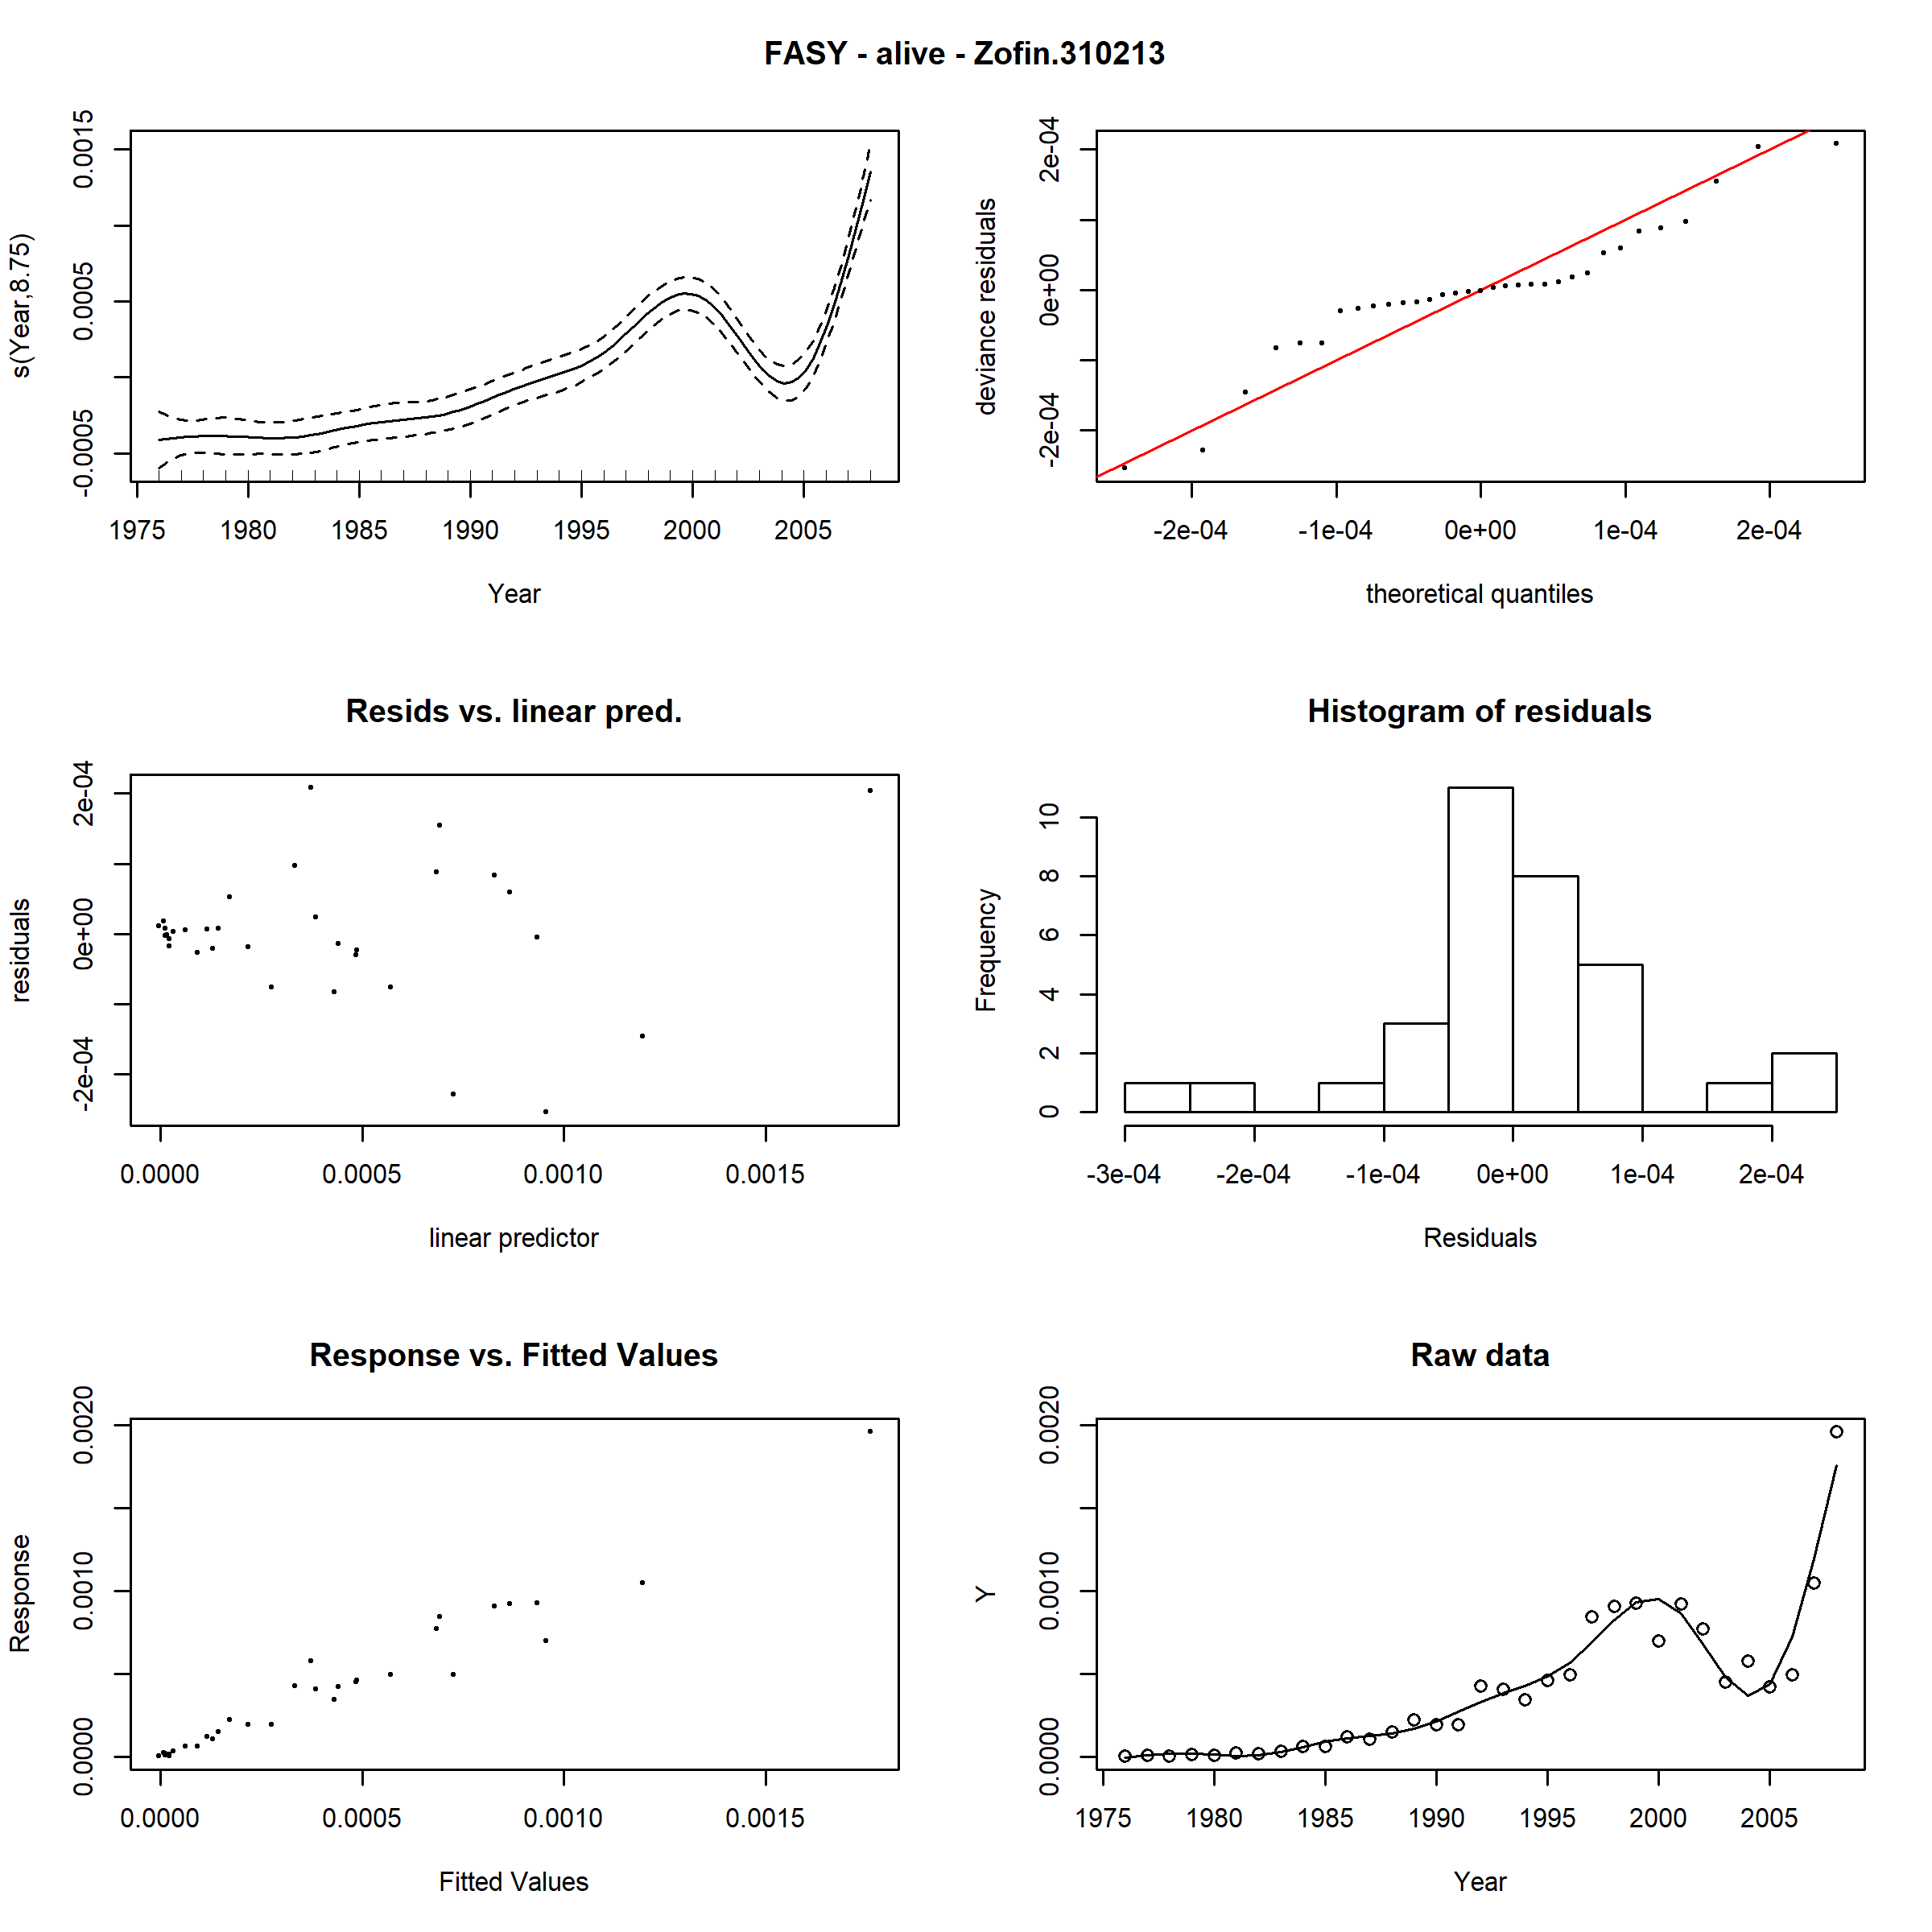 FASY - alive - Zofin.310213
s(Year,8.75)
-0.0005 0.0005 0.0015
1975 1980 1985 1990 1995 2000 2005
Year
deviance residuals
-2e-04 0e+00 2e-04
-2e-04 -1e-04 0e+00 1e-04 2e-04
theoretical quantiles
Resids vs. linear pred.
residuals
-2e-04 0e+00 2e-04
0.0000 0.0005 0.0010 0.0015
linear predictor
Histogram of residuals
Frequency
0 2 4 6 8 10
-3e-04 -2e-04 -1e-04 0e+00 1e-04 2e-04
Residuals
Response vs. Fitted Values
Response
0.0000 0.0010 0.0020
0.0000 0.0005 0.0010 0.0015
Fitted Values
Raw data
Y
0.0000 0.0010 0.0020
1975 1980 1985 1990 1995 2000 2005
Year